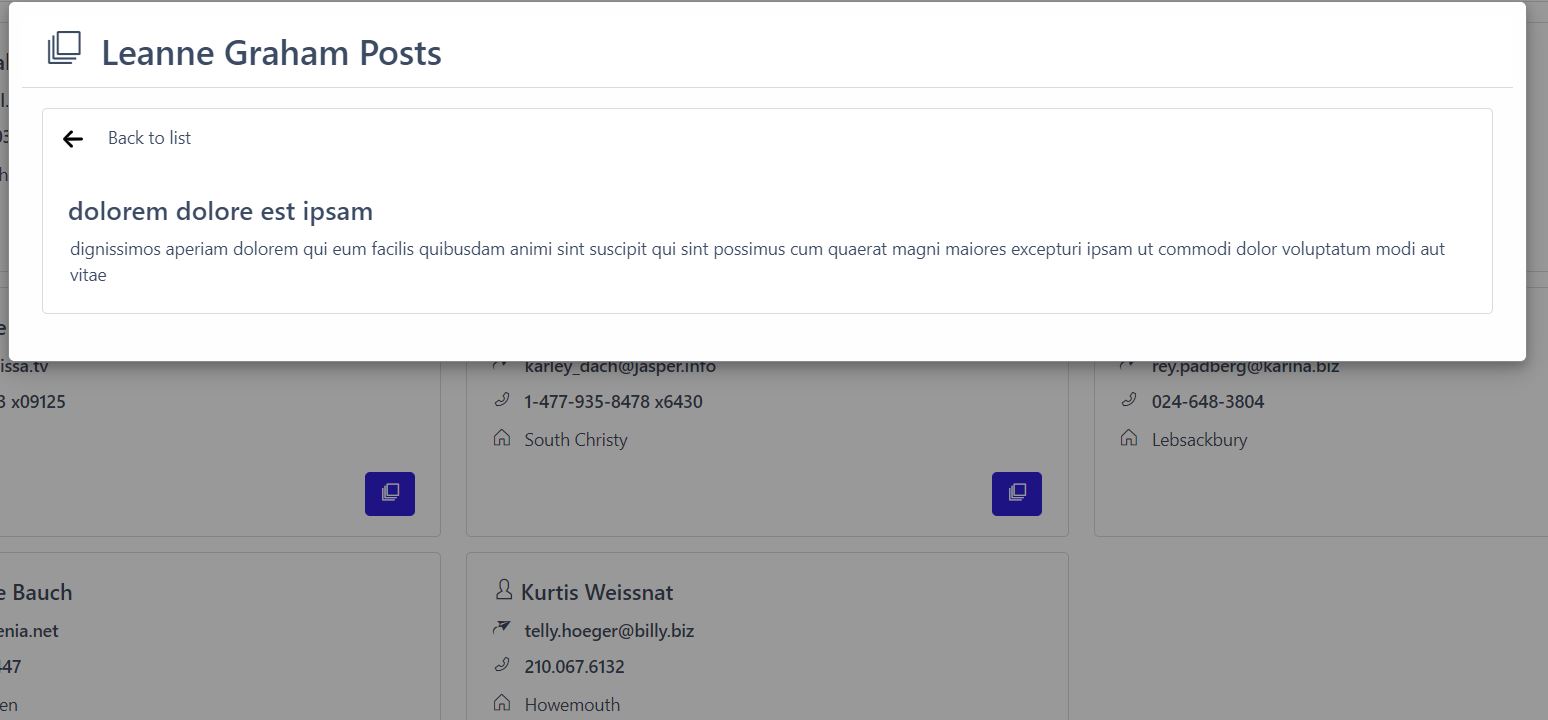 Leanne Graham Posts
Back to list
dolorem dolore est ipsam
dignissimos aperiam dolorem qui eum facilis quibusdam animi sint suscipit qui sint possimus cum quaerat magni maiores excepturi ipsam ut commodi dolor voluptatum modi aut
vitae
issa.tv
karley_dach@jasper.info
rey.padberg@karina.biz
3 x09125
1-477-935-8478 x6430
024-648-3804
South Christy
Lebsackbury
e Bauch
Kurtis Weissnat
enia.net
telly.hoeger@billy.biz
447
210.067.6132
en
Howemouth